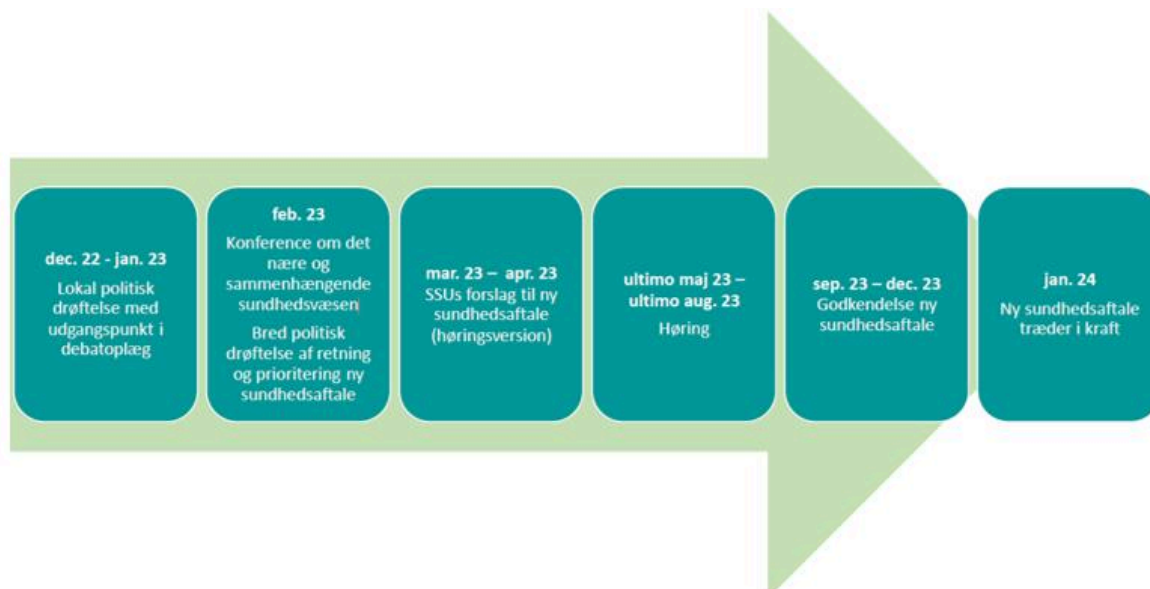 dec. 22 - jan. 23
Lokal politisk
drøftelse med
udgangspunkt i
debatoplæg
feb. 23
Konference om det
nære og
sammenhængende
sundhedsvæsen
Bred politisk
drøftelse af retning
og prioritering ny
sundhedsaftale
mar. 23 – apr. 23
SSUs forslag til ny
sundhedsaftale
(høringsversion)
ultimo maj 23 –
ultimo aug. 23
Høring
sep. 23 – dec. 23
Godkendelse ny
sundhedsaftale
jan. 24
Ny sundhedsaftale
træder i kraft